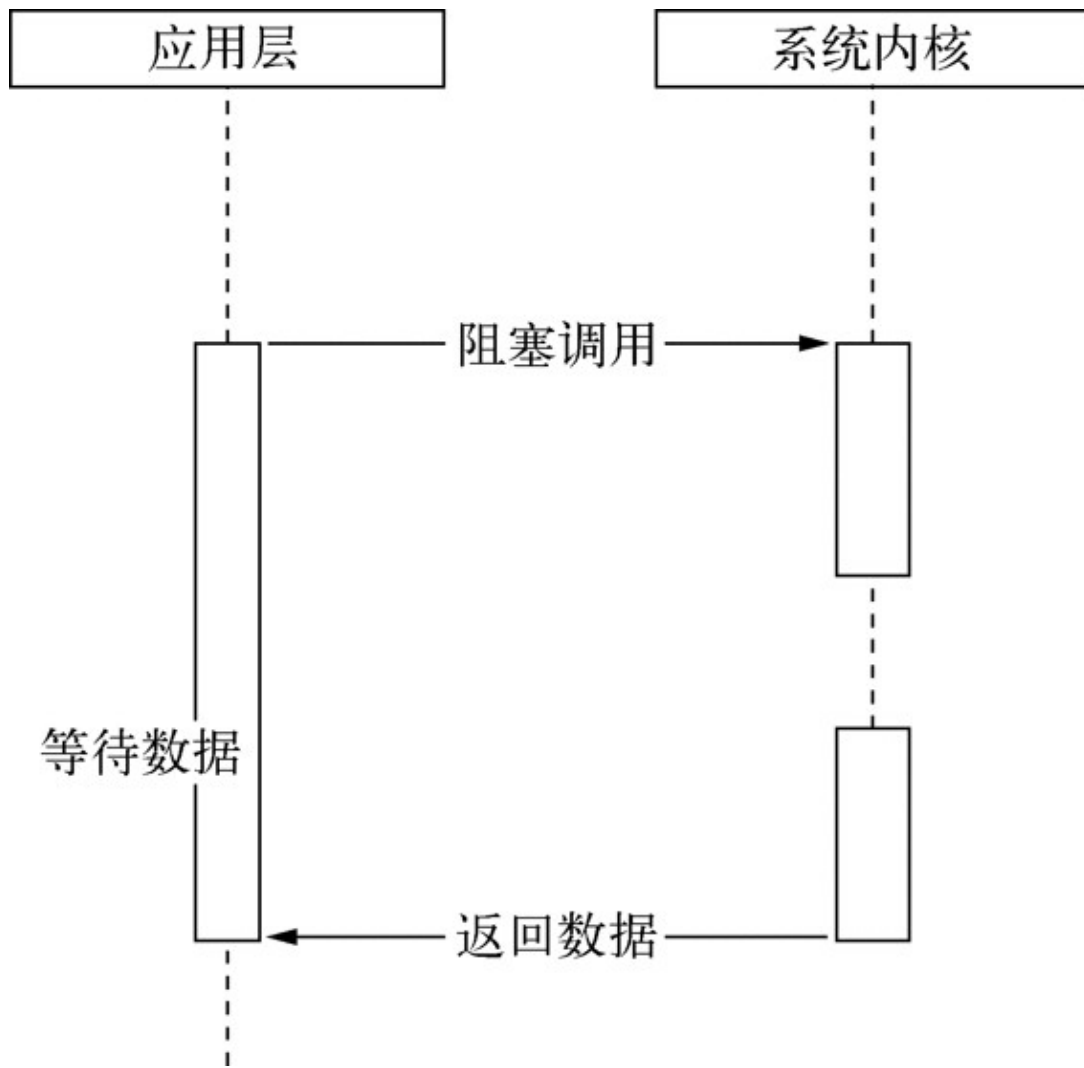 应用层
系统内核
阻塞调用
等待数据
返回数据